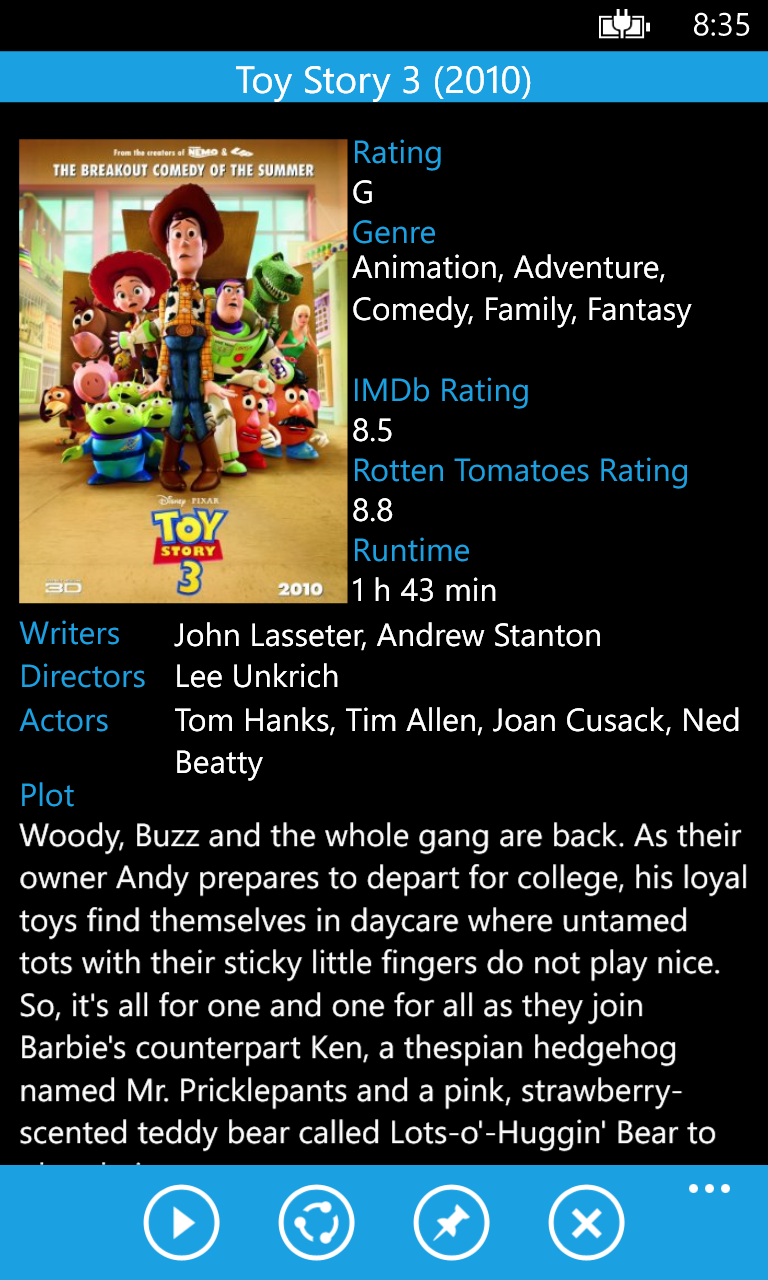 8:35
Toy Story 3 (2010)
From the creators of NEMO &
THE BREAKOUT COMEDY OF THE SUMMER
Disney PIXAR
TOY
STORY
3
3D
2010
Rating
G
Genre
Animation, Adventure,
Comedy, Family, Fantasy
IMDb Rating
8.5
Rotten Tomatoes Rating
8.8
Runtime
1 h 43 min
Writers John Lasseter, Andrew Stanton
Directors Lee Unkrich
Actors Tom Hanks, Tim Allen, Joan Cusack, Ned
Beatty
Plot
Woody, Buzz and the whole gang are back. As their
owner Andy prepares to depart for college, his loyal
toys find themselves in daycare where untamed
tots with their sticky little fingers do not play nice.
So, it's all for one and one for all as they join
Barbie's counterpart Ken, a thespian hedgehog
named Mr. Pricklepants and a pink, strawberry-
scented teddy bear called Lots-o'-Huggin' Bear to